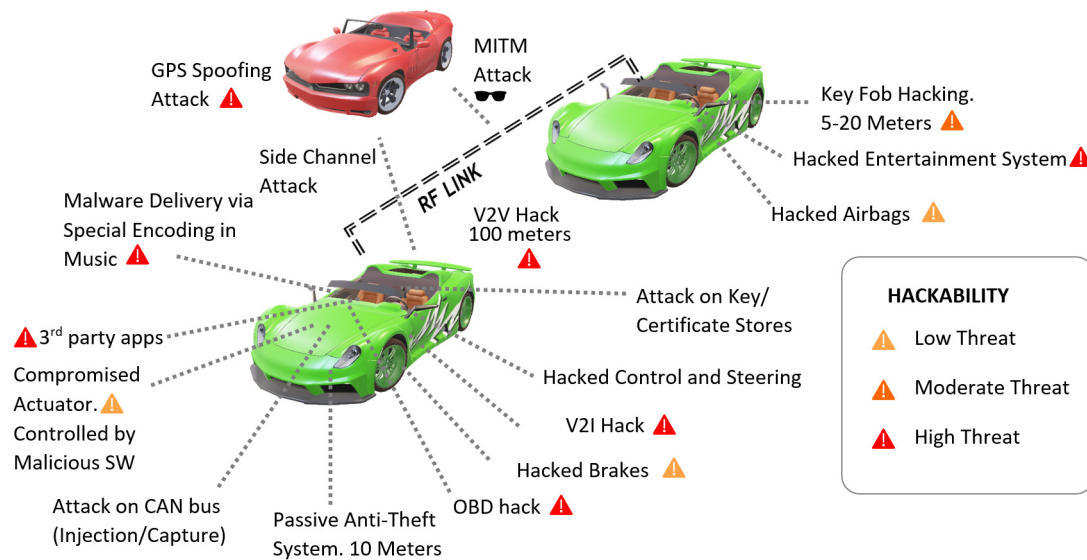 MITM
Attack
GPS Spoofing
Attack
Key Fob Hacking.
5-20 Meters
Side Channel
Attack
RF LINK
Hacked Entertainment System
Malware Delivery via
Special Encoding in
Music
V2V Hack
100 meters
Hacked Airbags
HACKABILITY
Low Threat
Moderate Threat
High Threat
Attack on Key/
Certificate Stores
3rd party apps
Compromised
Actuator.
Controlled by
Malicious SW
Hacked Control and Steering
V2I Hack
Hacked Brakes
OBD hack
Attack on CAN bus
(Injection/Capture)
Passive Anti-Theft
System. 10 Meters